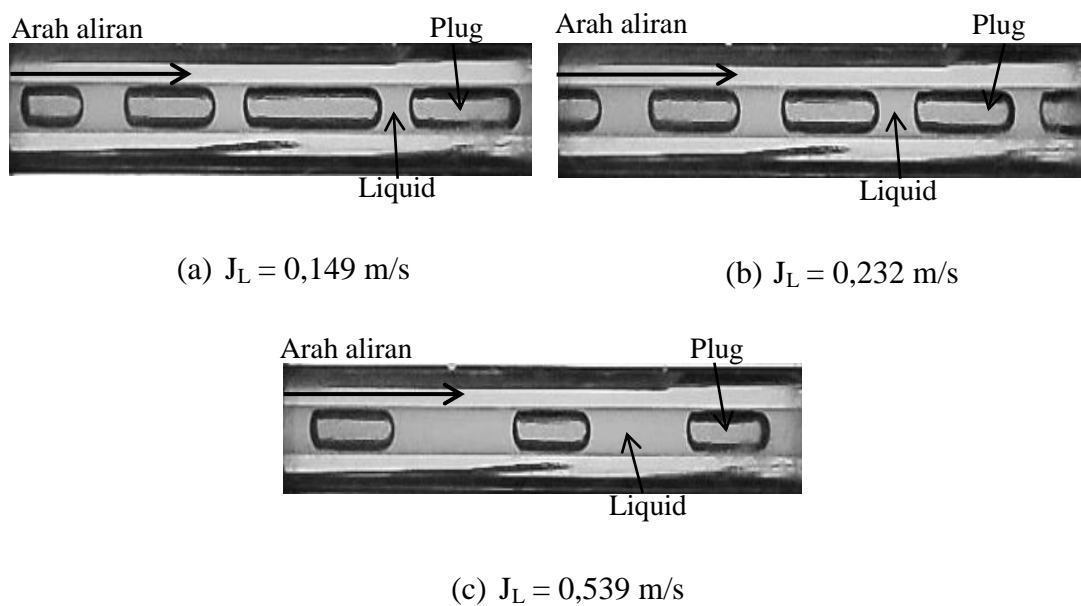 Arah aliran
Plug
Liquid
Arah aliran
Plug
Liquid
(a) J_L = 0,149 m/s
(b) J_L = 0,232 m/s
Arah aliran
Plug
Liquid
(c) J_L = 0,539 m/s